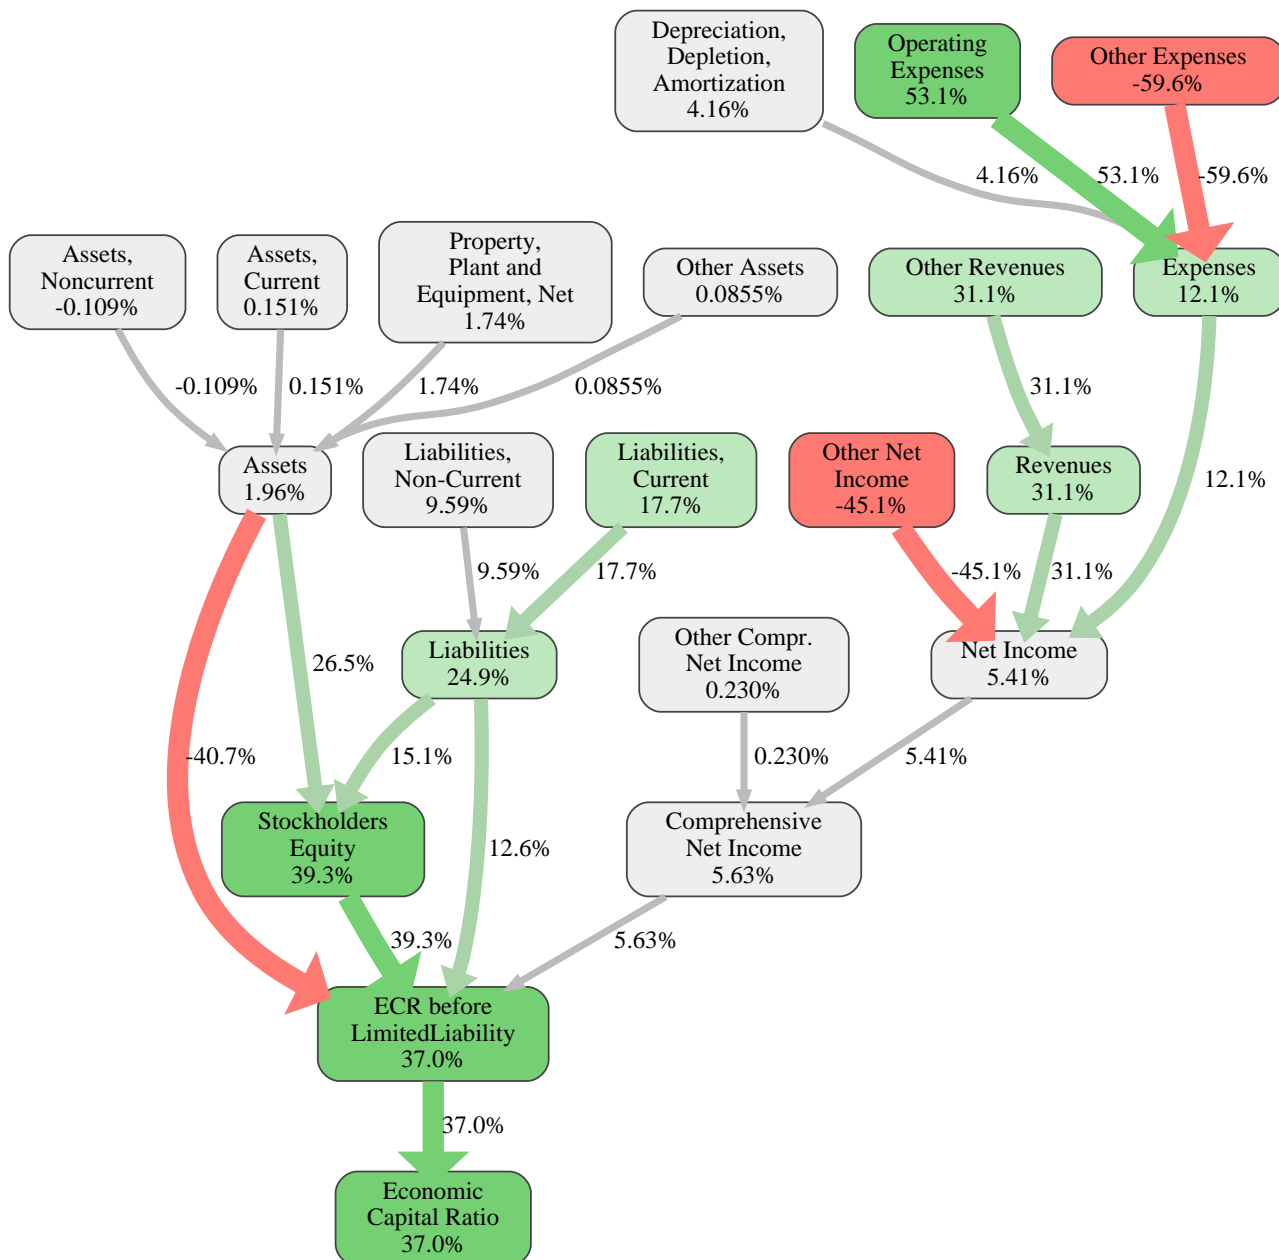 Depreciation,
Depletion,
Amortization
4.16%
Operating
Expenses
53.1%
Other Expenses
-59.6%
4.16%
53.1%
-59.6%
Assets,
Noncurrent
-0.109%
Assets,
Current
0.151%
Property,
Plant and
Equipment, Net
1.74%
Other Assets
0.0855%
Other Revenues
31.1%
Expenses
12.1%
-0.109%
0.151%
1.74%
0.0855%
31.1%
12.1%
Assets
1.96%
Liabilities,
Non-Current
9.59%
Liabilities,
Current
17.7%
Other Net
Income
-45.1%
Revenues
31.1%
9.59%
17.7%
-45.1%
31.1%
26.5%
Liabilities
24.9%
Other Compr.
Net Income
0.230%
Net Income
5.41%
-40.7%
15.1%
0.230%
5.41%
Stockholders
Equity
39.3%
12.6%
Comprehensive
Net Income
5.63%
39.3%
5.63%
ECR before
LimitedLiability
37.0%
37.0%
Economic
Capital Ratio
37.0%